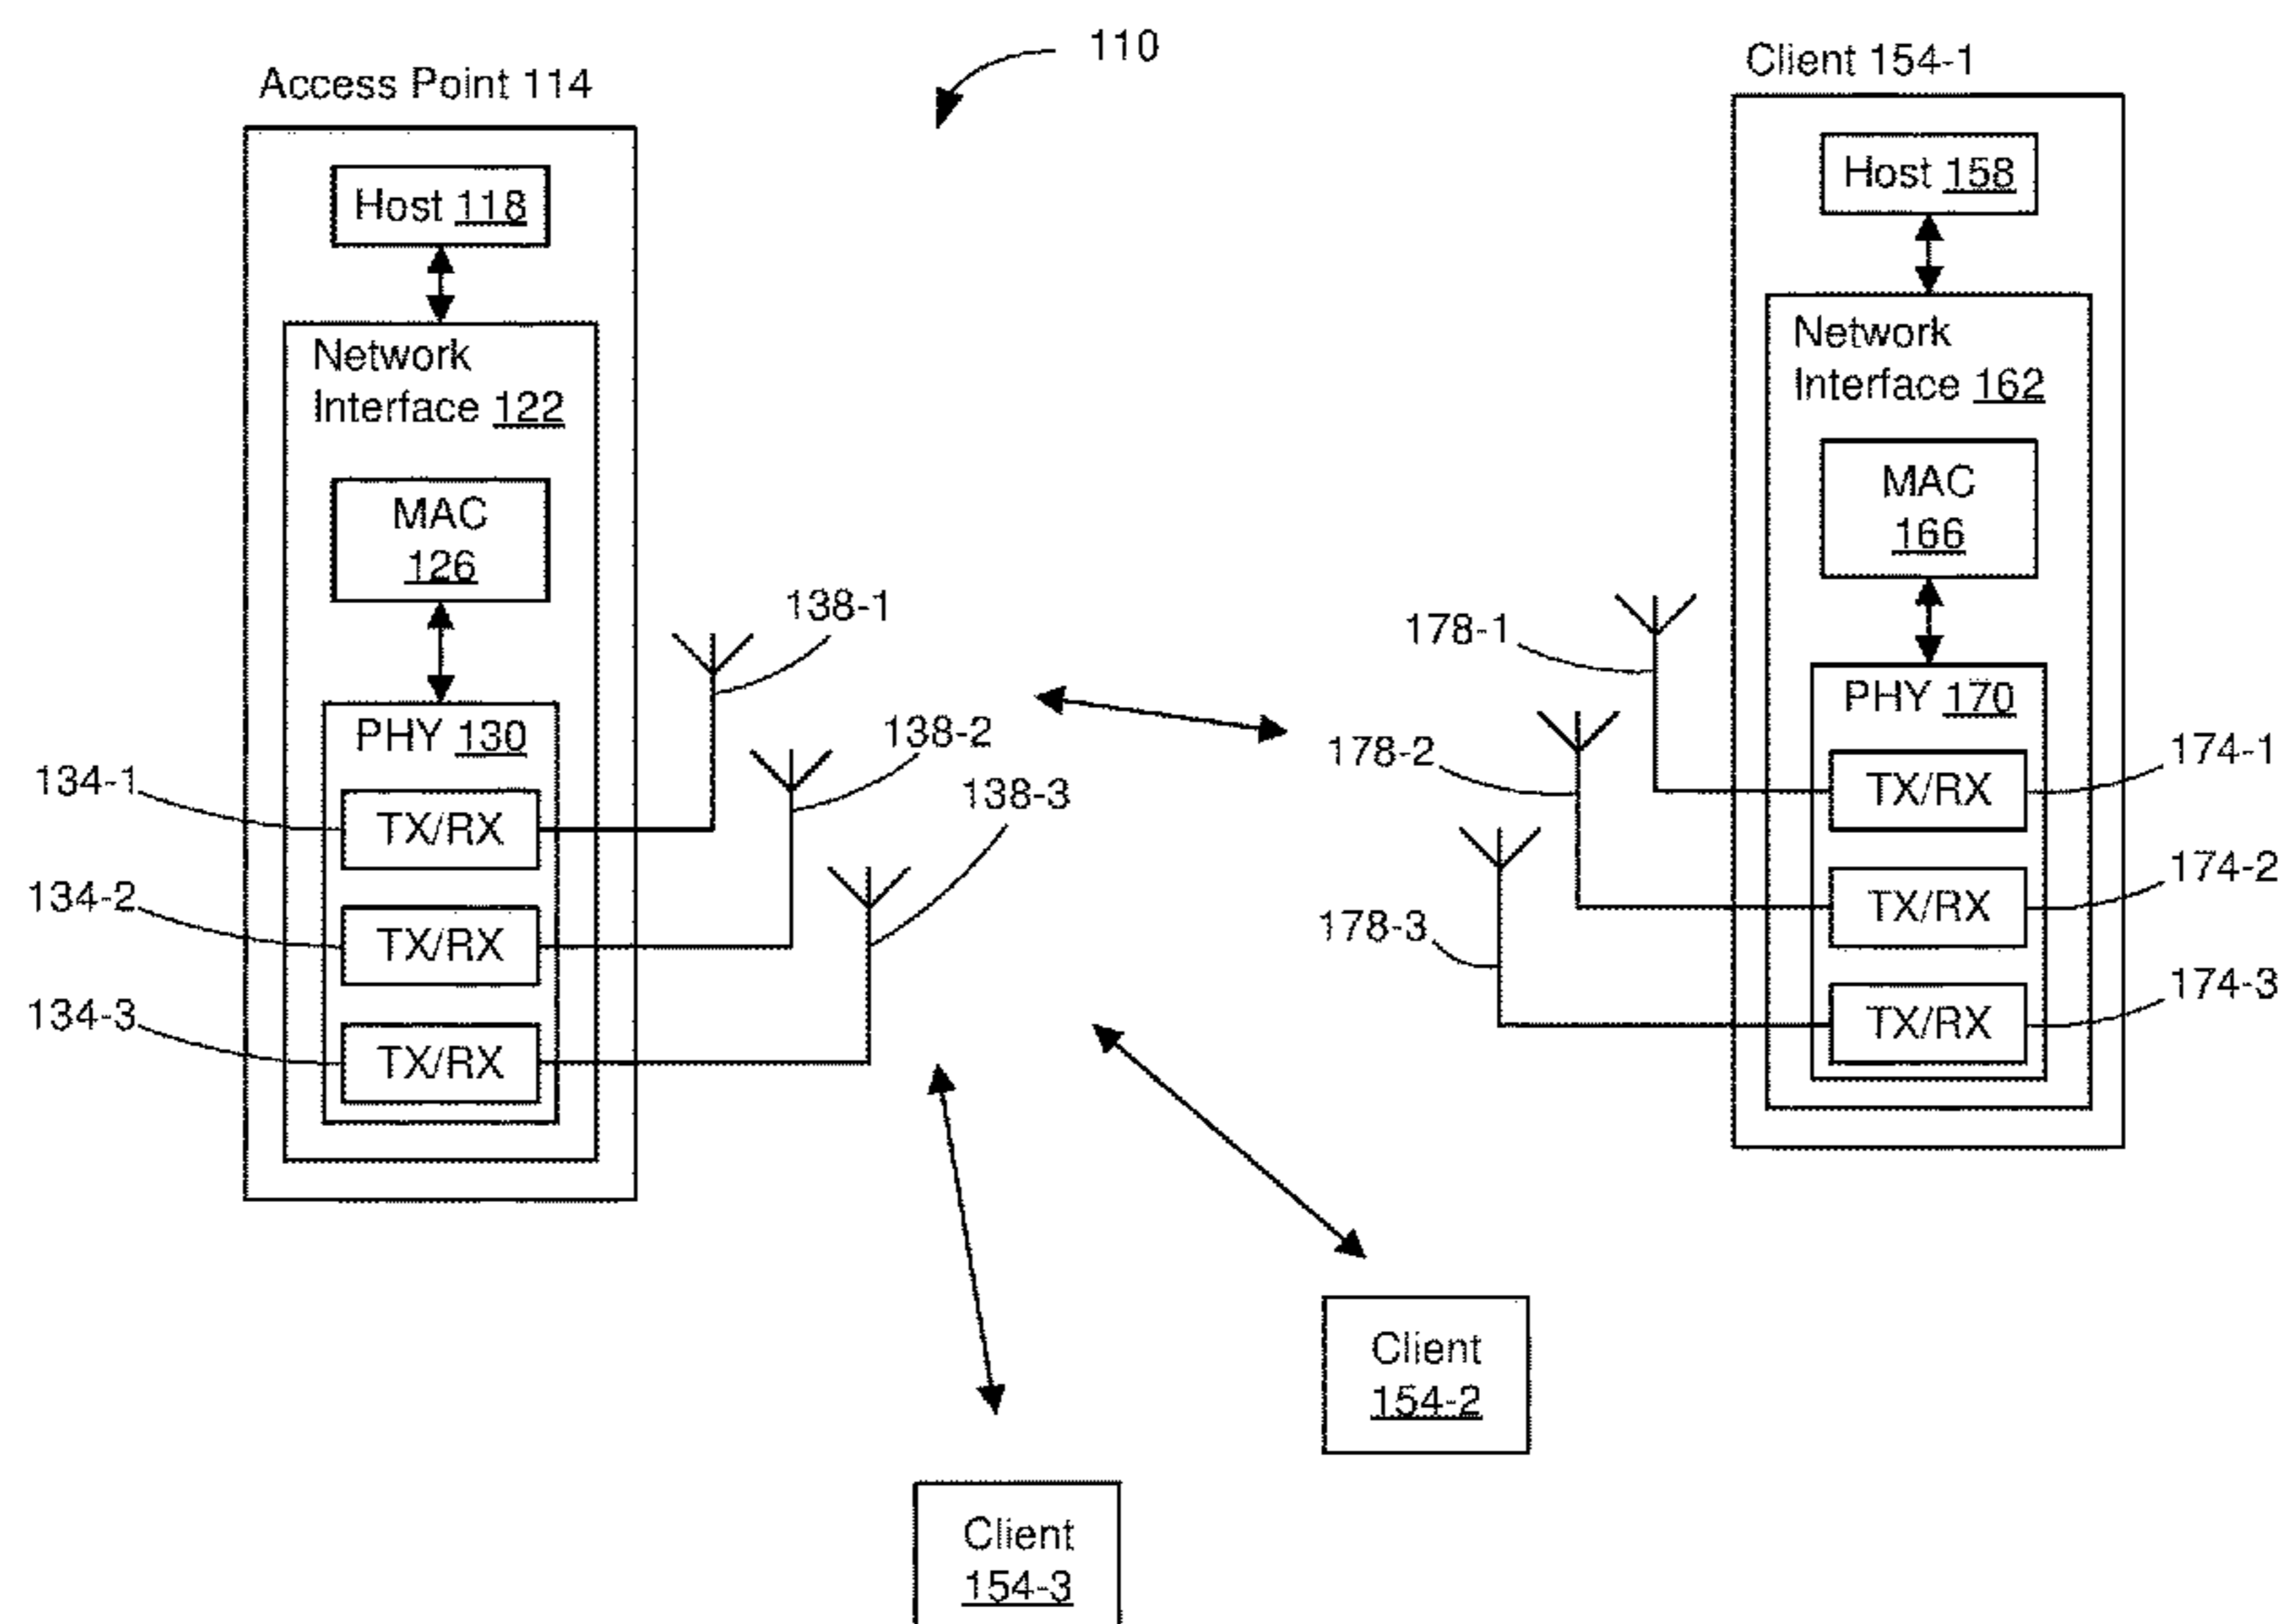 110
Access Point 114
Host 118
Network
Interface 122
MAC
126
PHY 130
134-1
TX/RX
134-2
TX/RX
134-3
TX/RX
138-1
138-2
138-3
Client 154-1
Host 158
Network
Interface 162
MAC
166
PHY 170
178-1
178-2
178-3
TX/RX
174-1
TX/RX
174-2
TX/RX
174-3
Client
154-2
Client
154-3